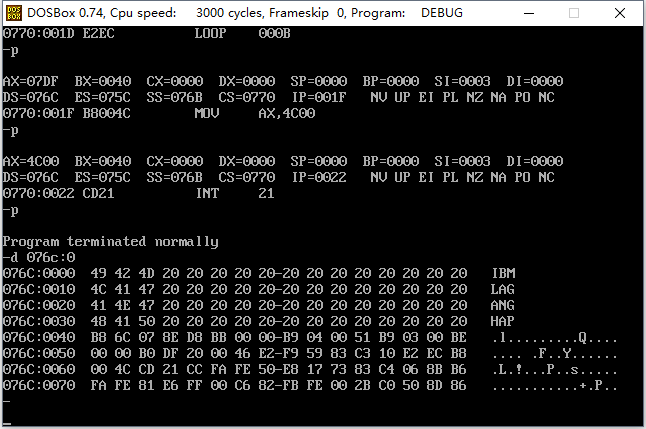 DOSBox 0.74, Cpu speed:    3000 cycles, Frameskip  0, Program:    DEBUG
0770:001D E2EC          LOOP    000B
-p
AX=07DF  BX=0040  CX=0000  DX=0000  SP=0000  BP=0000  SI=0003  DI=0000
DS=076C  ES=075C  SS=076B  CS=0770  IP=001F   NV UP EI PL NZ NA PO NC
0770:001F B8004C        MOV     AX,4C00
-p
AX=4C00  BX=0040  CX=0000  DX=0000  SP=0000  BP=0000  SI=0003  DI=0000
DS=076C  ES=075C  SS=076B  CS=0770  IP=0022   NV UP EI PL NZ NA PO NC
0770:0022 CD21          INT     21
-p
Program terminated normally
-d 076c:0
076C:0000  49 42 4D 20 20 20 20 20-20 20 20 20 20 20 20 20   IBM
076C:0010  4C 41 47 20 20 20 20 20-20 20 20 20 20 20 20 20   LAG
076C:0020  41 4E 47 20 20 20 20 20-20 20 20 20 20 20 20 20   ANG
076C:0030  48 41 50 20 20 20 20 20-20 20 20 20 20 20 20 20   HAP
076C:0040  B8 6C 07 8E D8 BB 00 00-B9 04 00 51 B9 03 00 BE   .l.........Q....
076C:0050  00 00 B0 DF 20 00 46 E2-F9 59 83 C3 10 E2 EC B8   .... .F..Y......
076C:0060  00 4C CD 21 CC FA FE 50-E8 17 73 83 C4 06 8B B6   .L.!...P..s.....
076C:0070  FA FE 81 E6 FF 00 C6 82-FB FE 00 2B C0 50 8D 86   ...........+.P..
-